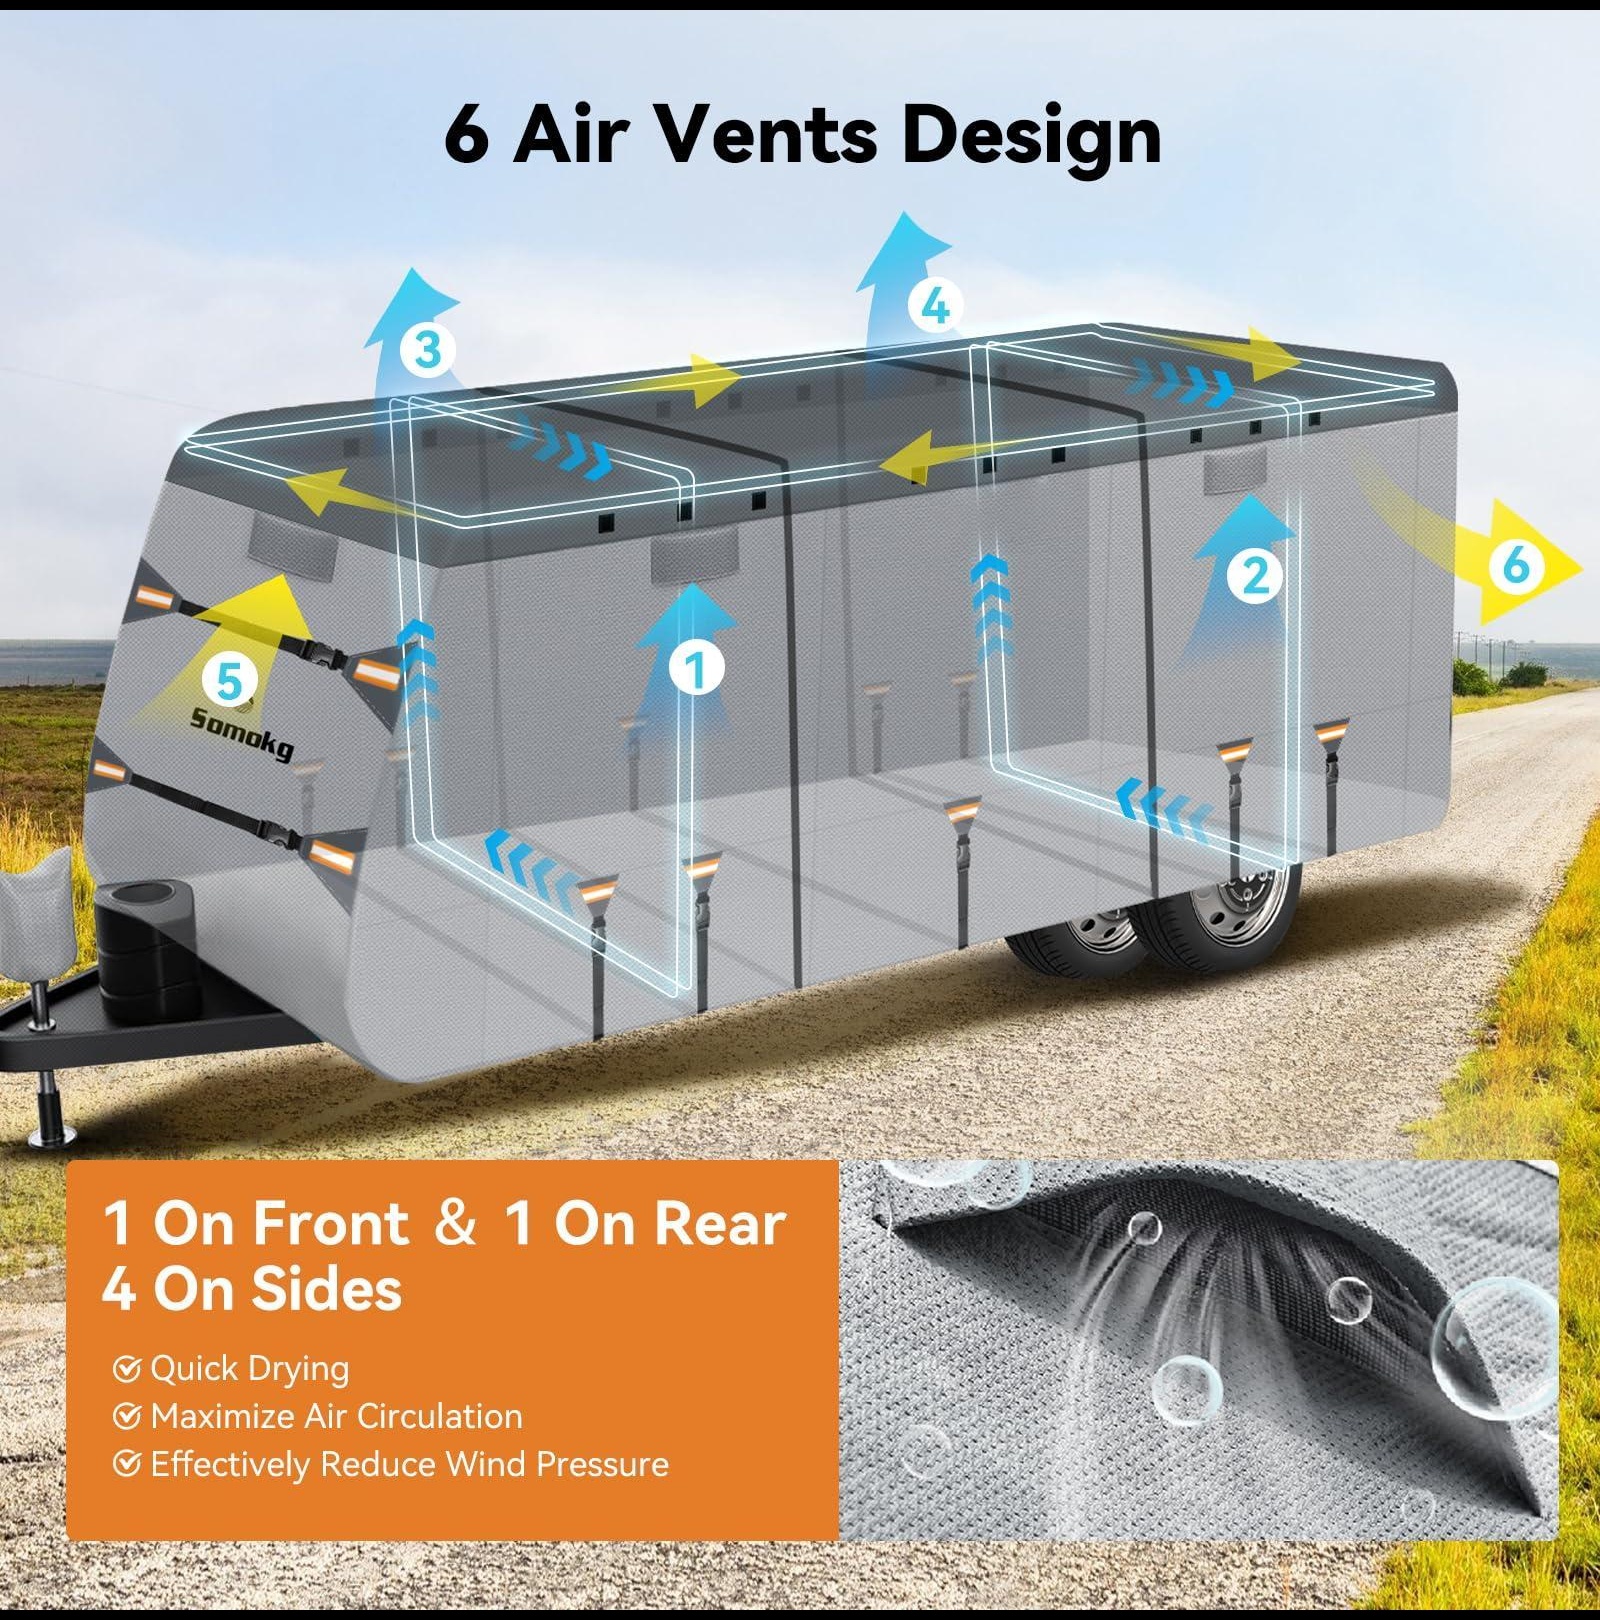 6 Air Vents Design
4
3
2
6
1
5
Somokg
1 On Front & 1 On Rear
4 On Sides
Quick Drying
Maximize Air Circulation
Effectively Reduce Wind Pressure